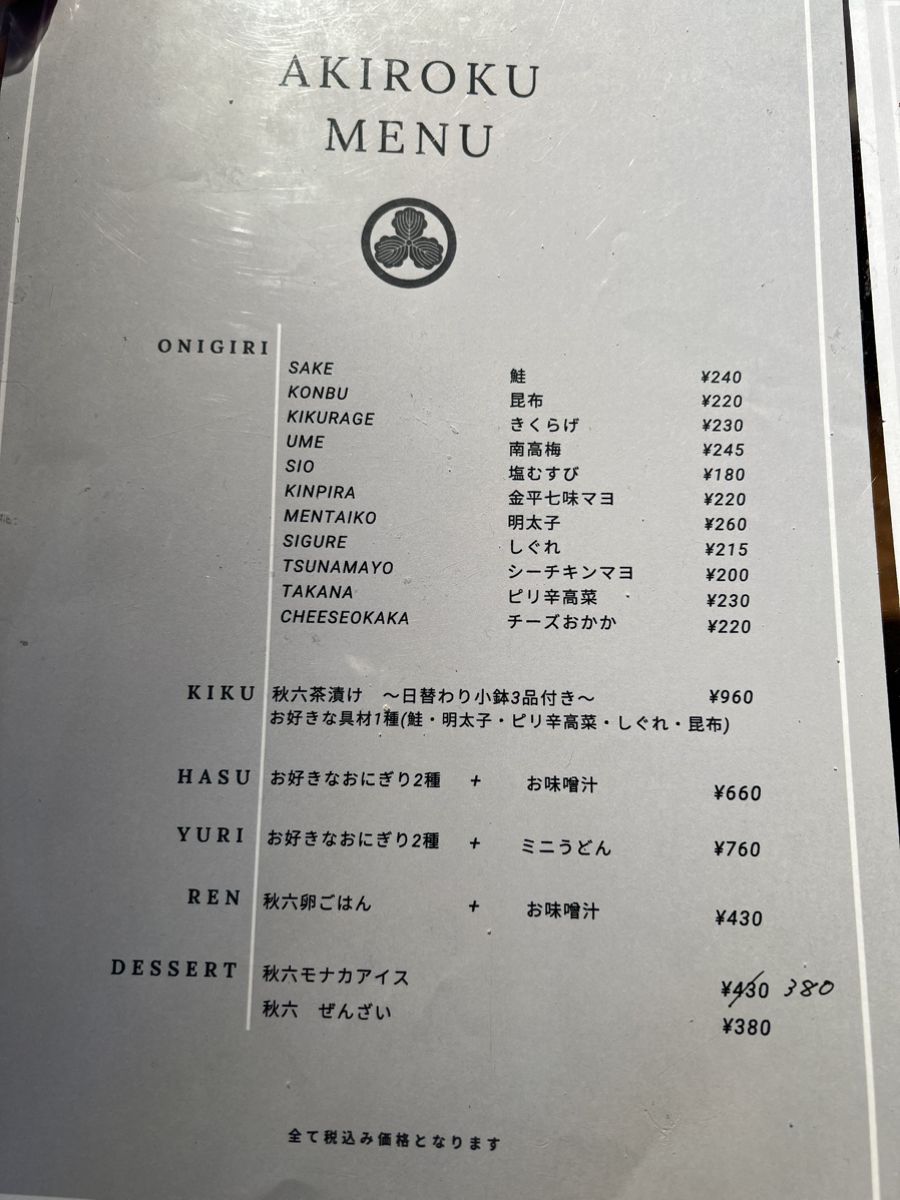 AKIROKU
MENU
ONIGIRI
SAKE 鮭 ¥240
KONBU 昆布 ¥220
KIKURAGE きくらげ ¥230
UME 南高梅 ¥245
SIO 塩むすび ¥180
KINPIRA 金平七味マヨ ¥220
MENTAIKO 明太子 ¥260
SIGURE しぐれ ¥215
TSUNAMAYO シーチキンマヨ ¥200
TAKANA ピリ辛高菜 ¥230
CHEESEOKAKA チーズおかか ¥220
KIKU 秋六茶漬け ～日替わり小鉢3品付き～ ¥960
お好きな具材1種(鮭・明太子・ピリ辛高菜・しぐれ・昆布)
HASU お好きなおにぎり2種 + お味噌汁 ¥660
YURI お好きなおにぎり2種 + ミニうどん ¥760
REN 秋六卵ごはん + お味噌汁 ¥430
DESSERT 秋六モナカアイス ¥430 380
秋六 ぜんざい ¥380
全て税込み価格となります